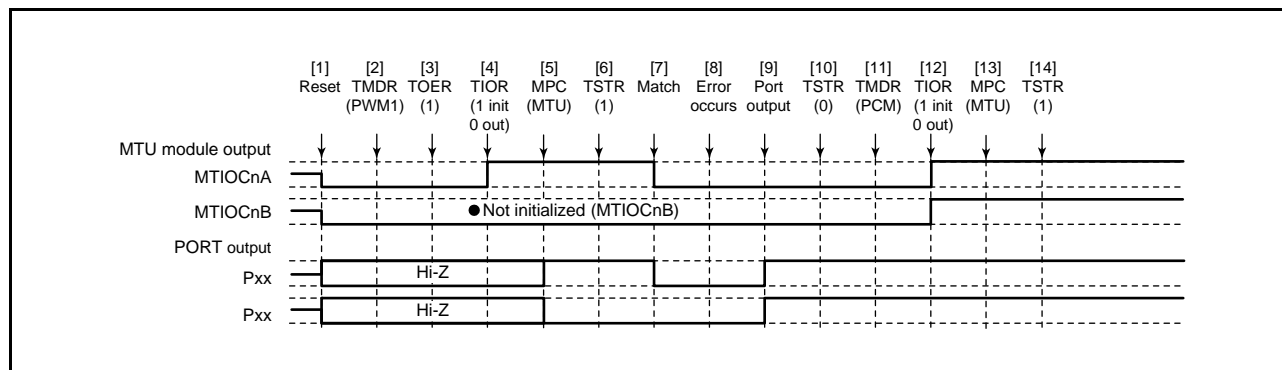 [1] [2] [3] [4] [5] [6] [7] [8] [9] [10] [11] [12] [13] [14]
Reset TMDR TOER TIOR MPC TSTR Match Error Port TSTR TMDR TIOR MPC TSTR
(PWM1) (1) (1 init (MTU) (1) occurs output (0) (PCM) (1 init (MTU) (1)
0 out) 0 out)
MTU module output
MTIOCnA
MTIOCnB ●Not initialized (MTIOCnB)
PORT output
Pxx Hi-Z
Pxx Hi-Z